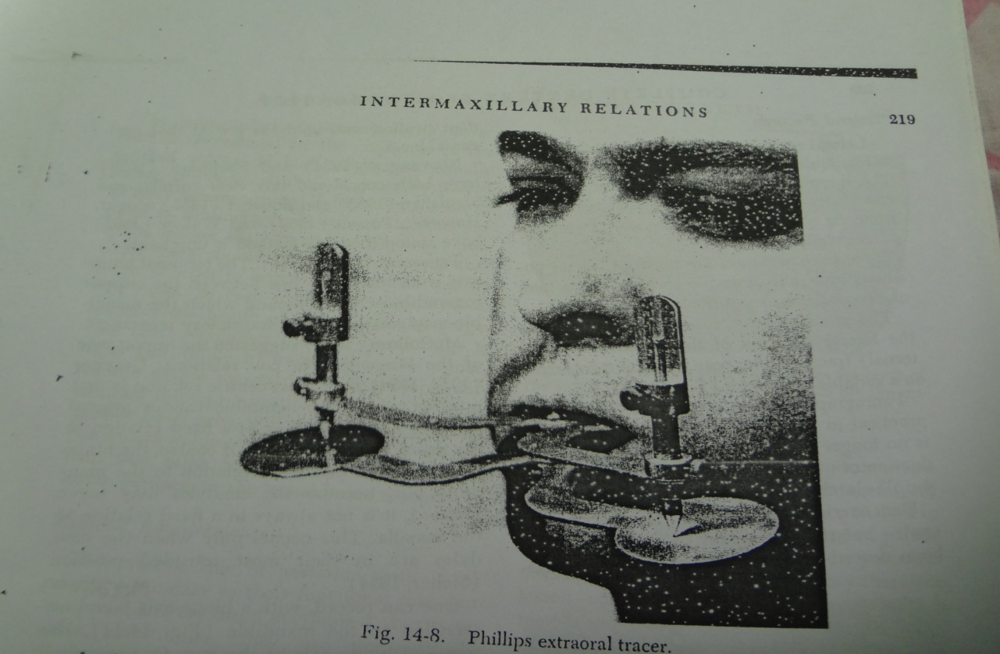 INTERMAXILLARY RELATIONS
219
Fig. 14-8. Phillips extraoral tracer.